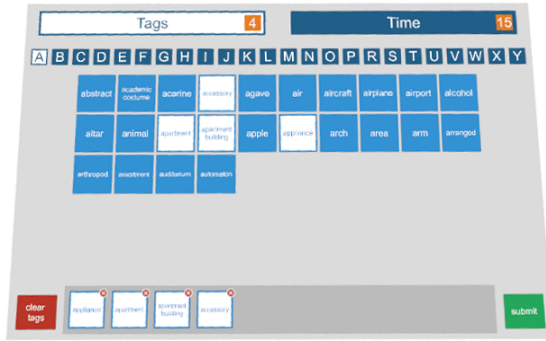 Tags 4 Time 15
A B C D E F G H I J K L M N O P R S T U V W X Y
abstract academic costume acarine accessory agave air aircraft airplane airport alcohol
altar animal apartment apartment building apple appliance arch area arm arranged
arthropod assortment auditorium automaton
clear tags appliance apartment apartment building accessory submit